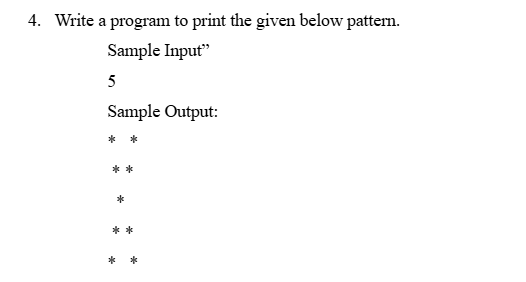 4. Write a program to print the given below pattern.
Sample Input”
5
Sample Output:
*   *
* *
*
* *
*   *